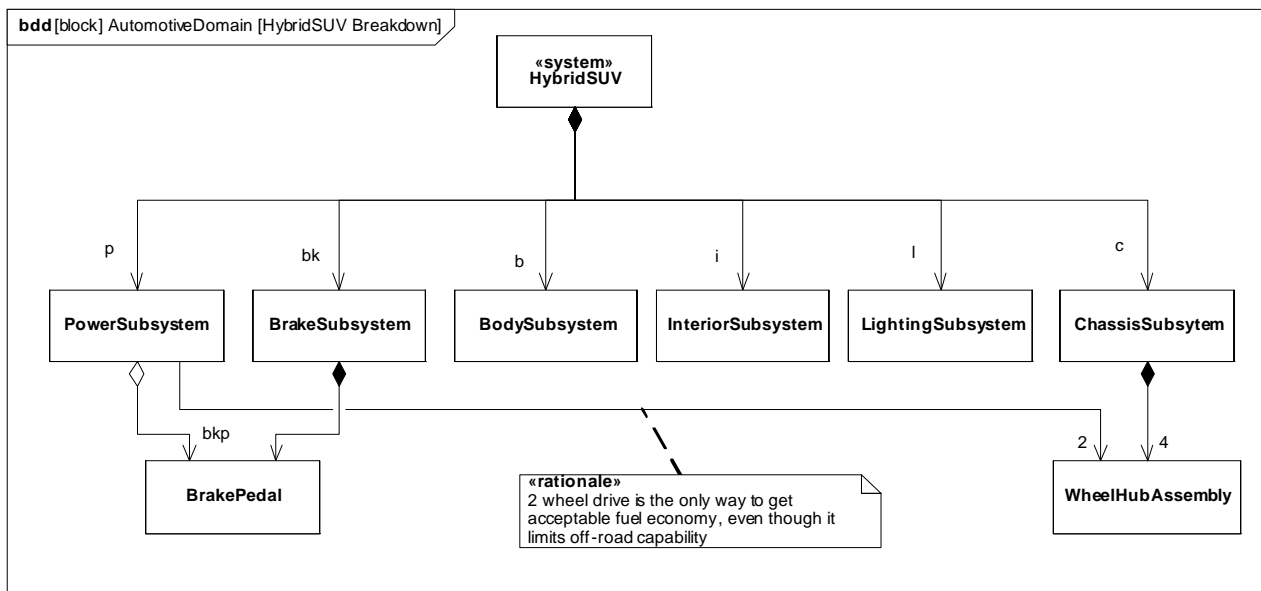 bdd [block] AutomotiveDomain [HybridSUV Breakdown]
«system»
HybridSUV
p
bk
b
i
l
c
PowerSubsystem
BrakeSubsystem
BodySubsystem
InteriorSubsystem
LightingSubsystem
ChassisSubsytem
bkp
2
4
BrakePedal
WheelHubAssembly
«rationale»
2 wheel drive is the only way to get
acceptable fuel economy, even though it
limits off-road capability